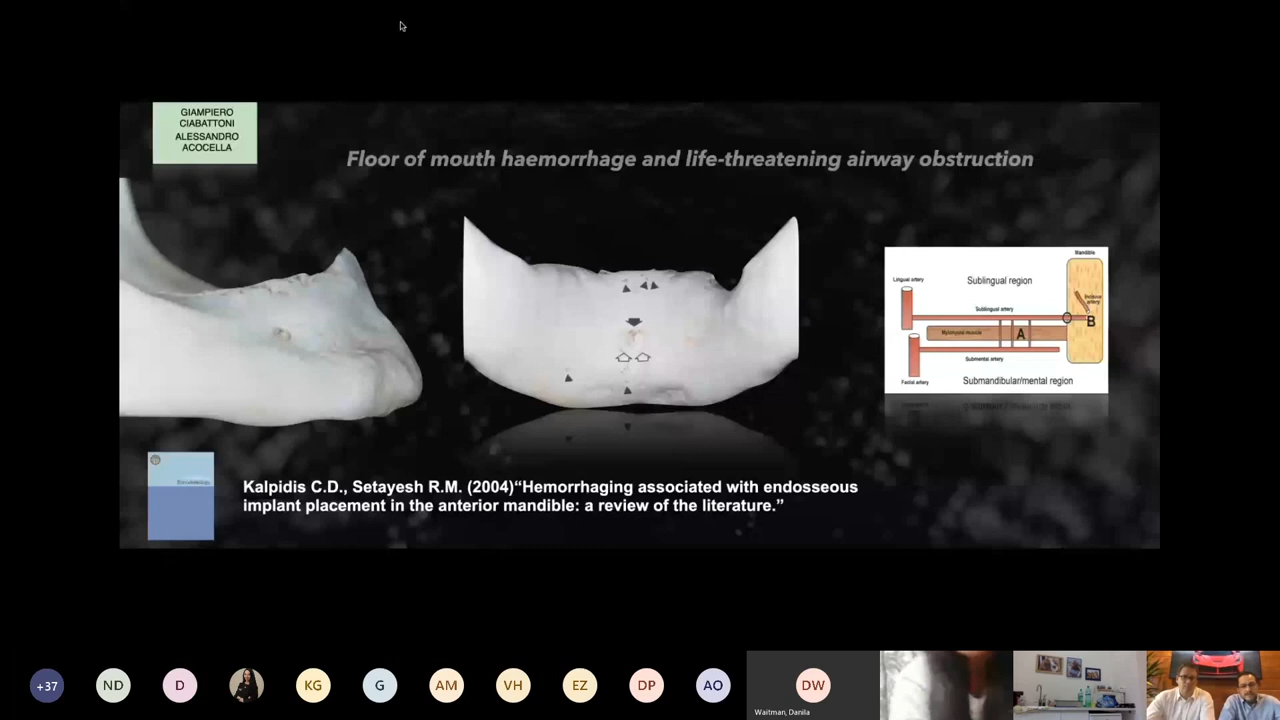 GIAMPIERO
CIABATTONI
ALESSANDRO
ACOCELLA
Floor of mouth haemorrhage and life-threatening airway obstruction
Mandible
Lingual artery
Sublingual region
Incisive
artery
Sublingual artery
B
Mylohyoid muscle
A
Submental artery
Facial artery
Submandibular/mental region
Kalpidis C.D., Setayesh R.M. (2004)“Hemorrhaging associated with endosseous
implant placement in the anterior mandible: a review of the literature.”
+37
ND
D
KG
G
AM
VH
EZ
DP
AO
DW
Waitman, Danila